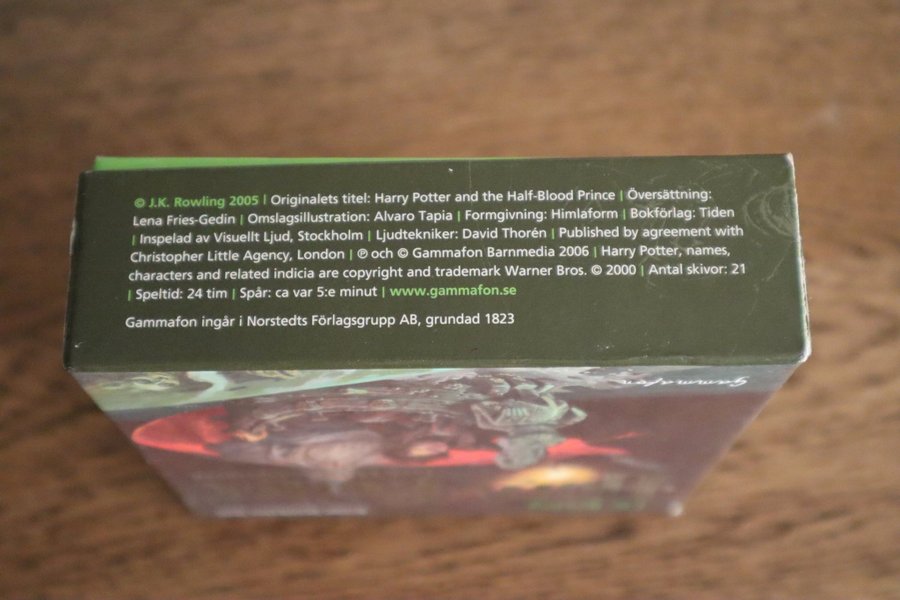 © J.K. Rowling 2005 | Originalets titel: Harry Potter and the Half-Blood Prince | Översättning:
Lena Fries-Gedin | Omslagsillustration: Alvaro Tapia | Formgivning: Himlaform | Bokförlag: Tiden
| Inspelad av Visuellt Ljud, Stockholm | Ljudtekniker: David Thorén | Published by agreement with
Christopher Little Agency, London | ℗ och © Gammafon Barnmedia 2006 | Harry Potter, names,
characters and related indicia are copyright and trademark Warner Bros. © 2000 | Antal skivor: 21
| Speltid: 24 tim | Spår: ca var 5:e minut | www.gammafon.se
Gammafon ingår i Norstedts Förlagsgrupp AB, grundad 1823
Gammafon